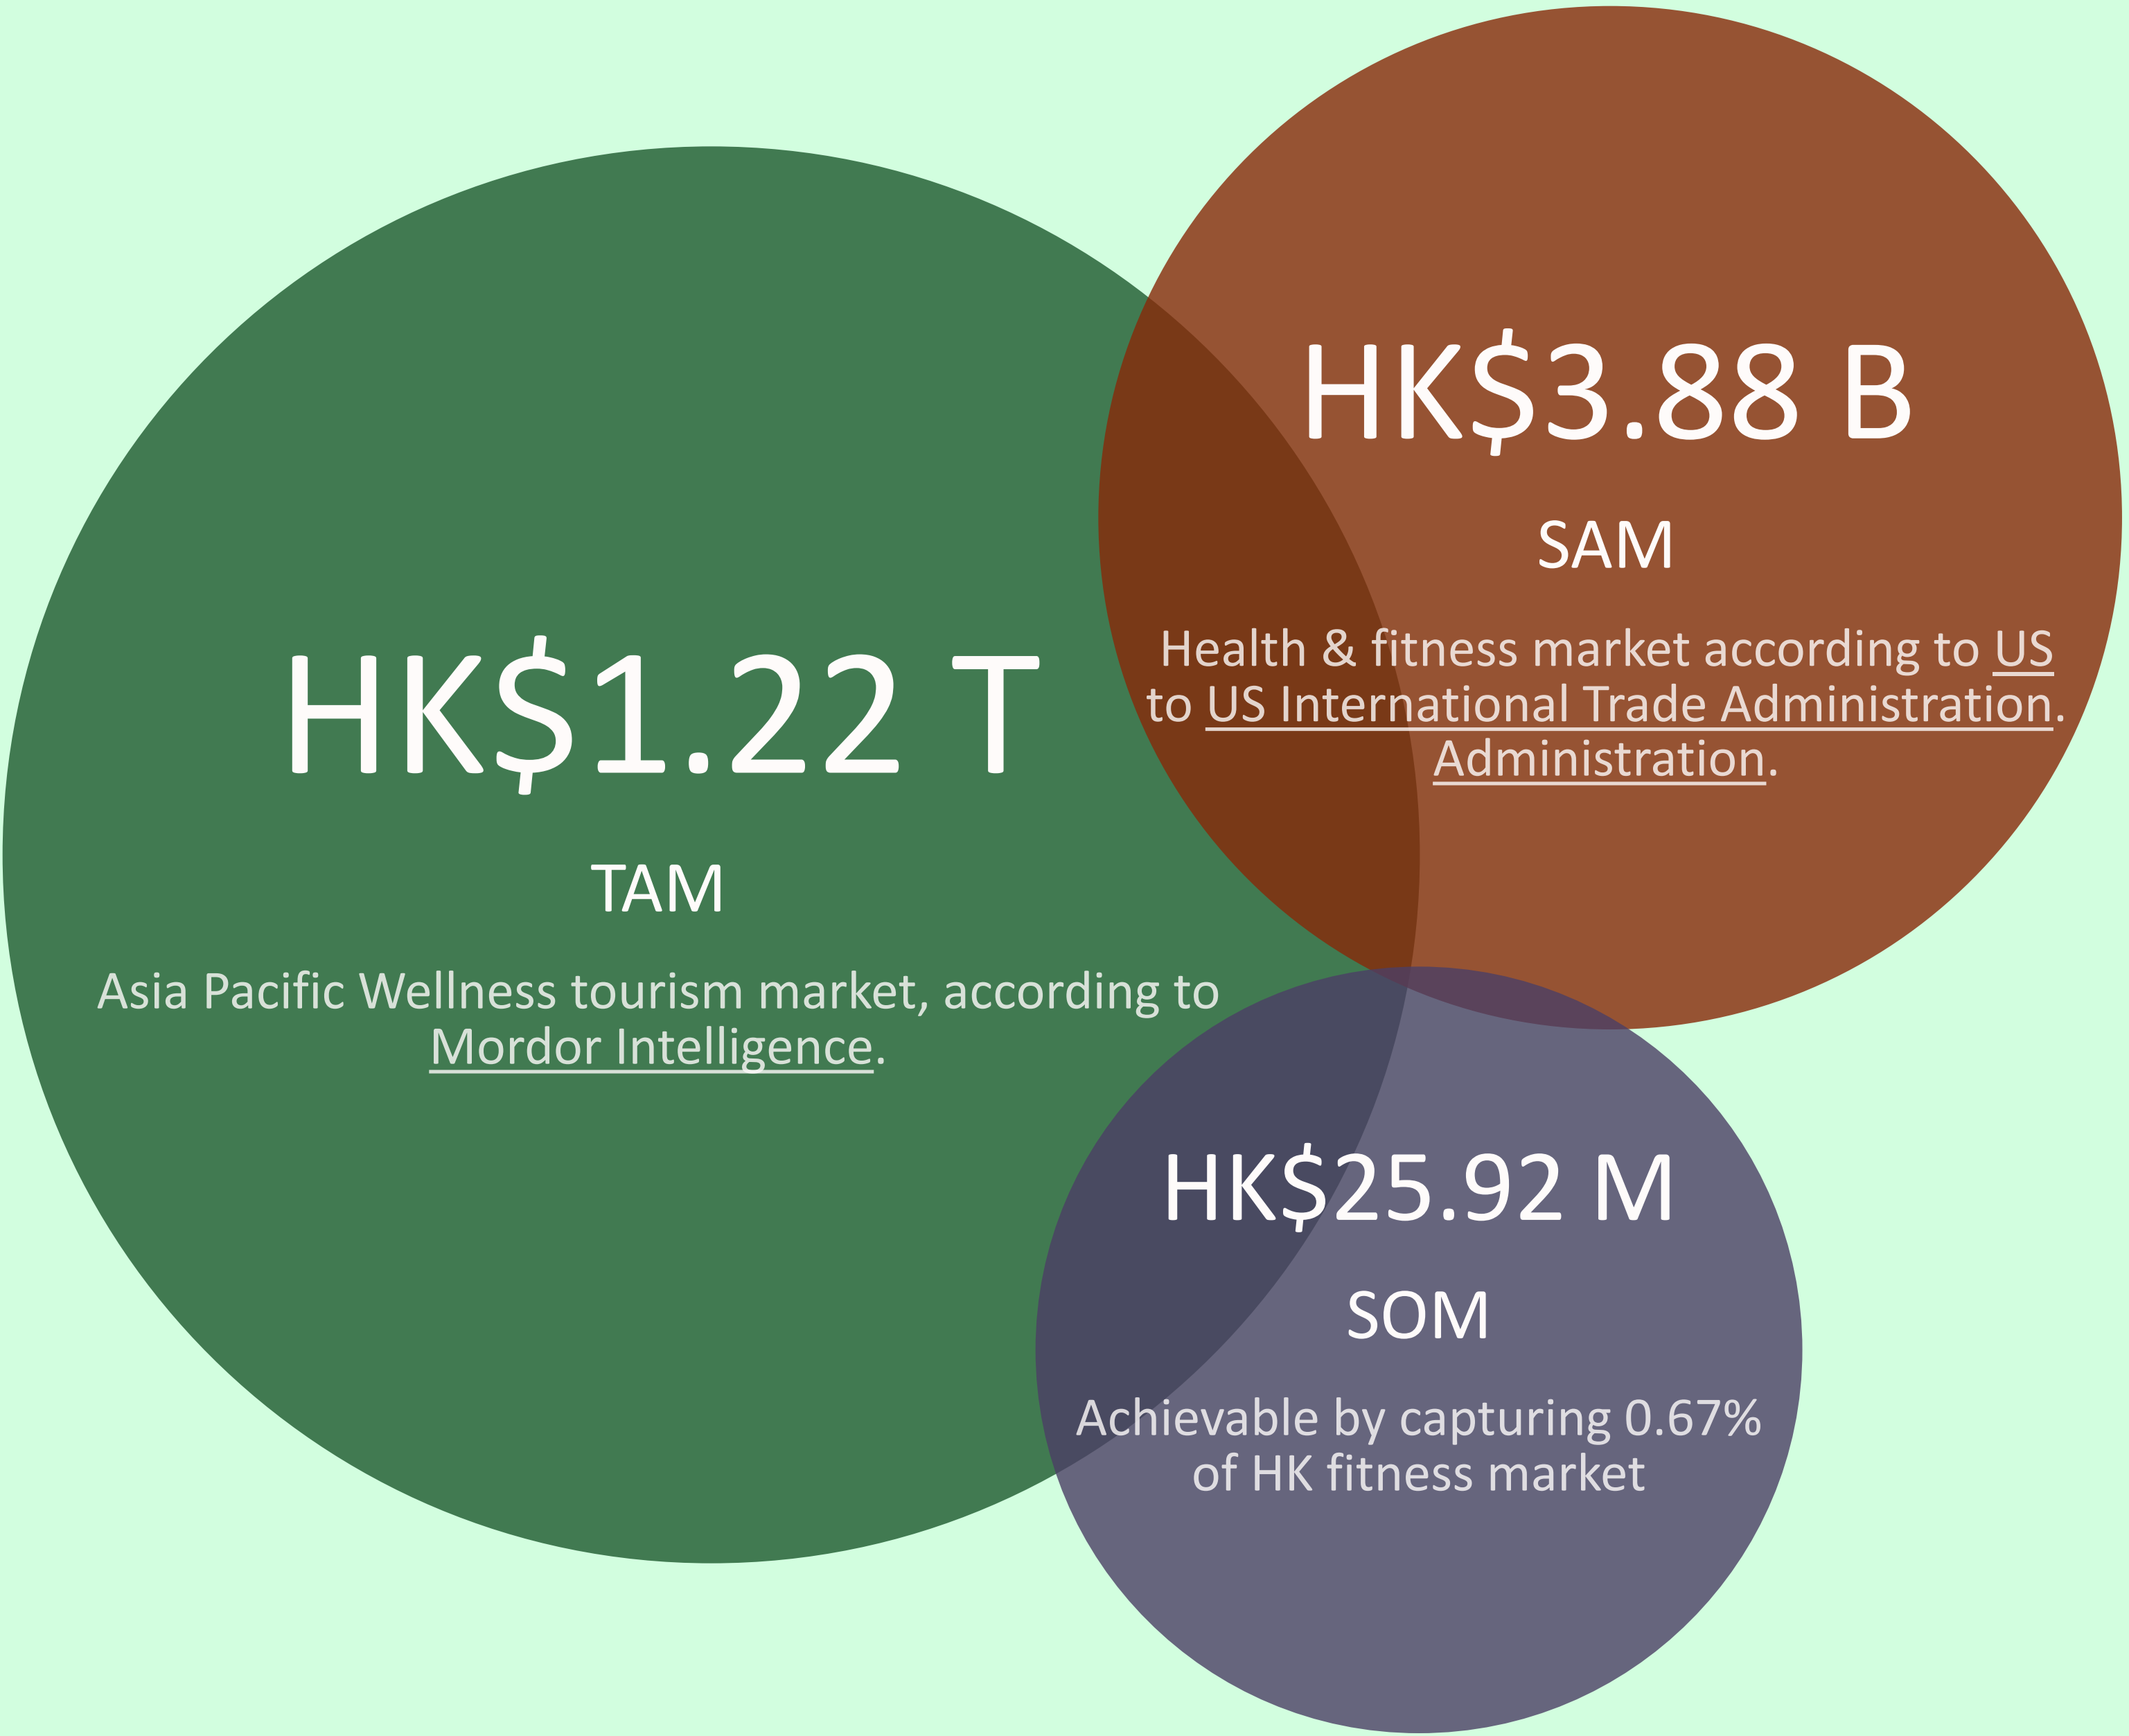 HK$1.22 T
TAM
Asia Pacific Wellness tourism market, according to
Mordor Intelligence.
HK$3.88 B
SAM
Health & fitness market according to US
to US International Trade Administration.
Administration.
HK$25.92 M
SOM
Achievable by capturing 0.67%
of HK fitness market